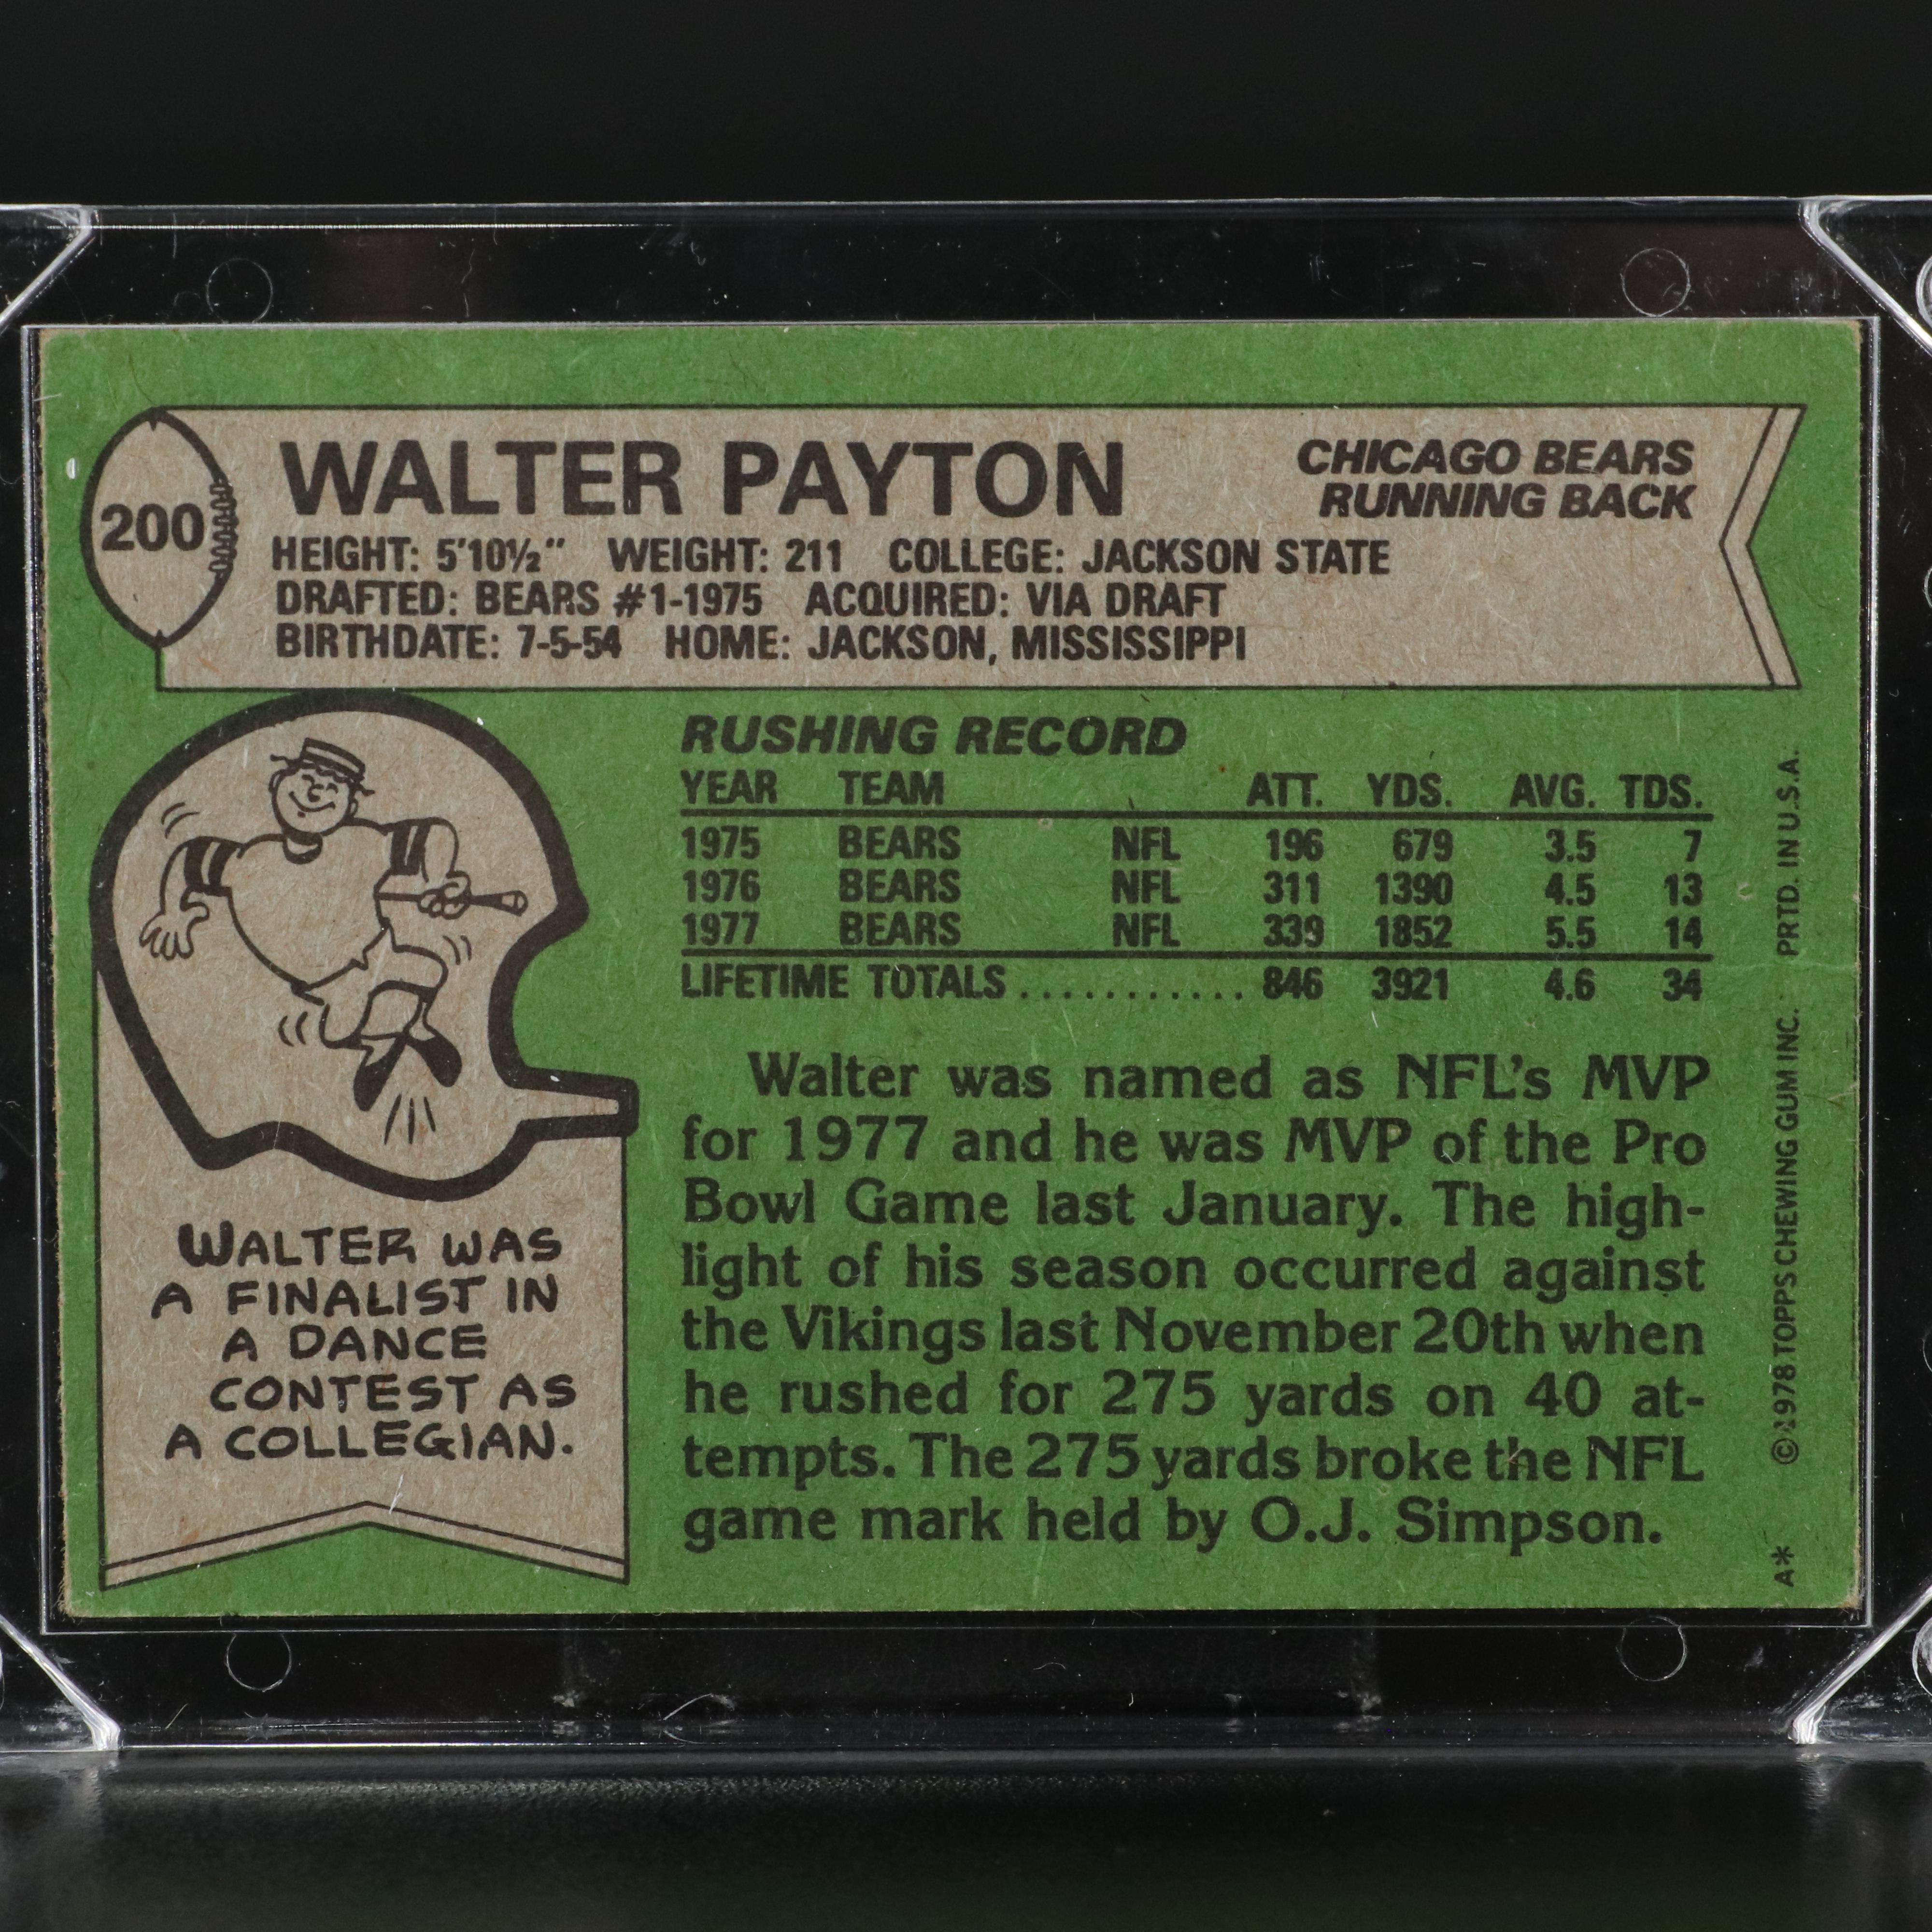 200
WALTER PAYTON
CHICAGO BEARS
RUNNING BACK
HEIGHT: 5'10½" WEIGHT: 211 COLLEGE: JACKSON STATE
DRAFTED: BEARS #1-1975 ACQUIRED: VIA DRAFT
BIRTHDATE: 7-5-54 HOME: JACKSON, MISSISSIPPI
RUSHING RECORD
YEAR TEAM ATT. YDS. AVG. TDS.
1975 BEARS NFL 196 679 3.5 7
1976 BEARS NFL 311 1390 4.5 13
1977 BEARS NFL 339 1852 5.5 14
LIFETIME TOTALS ............ 846 3921 4.6 34
Walter was named as NFL's MVP
for 1977 and he was MVP of the Pro
Bowl Game last January. The high-
light of his season occurred against
the Vikings last November 20th when
he rushed for 275 yards on 40 at-
tempts. The 275 yards broke the NFL
game mark held by O.J. Simpson.
WALTER WAS
A FINALIST IN
A DANCE
CONTEST AS
A COLLEGIAN.
A* ©1978 TOPPS CHEWING GUM INC. PRTD. IN U.S.A.